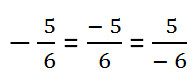 − 5/6 = − 5/6 = 5/− 6